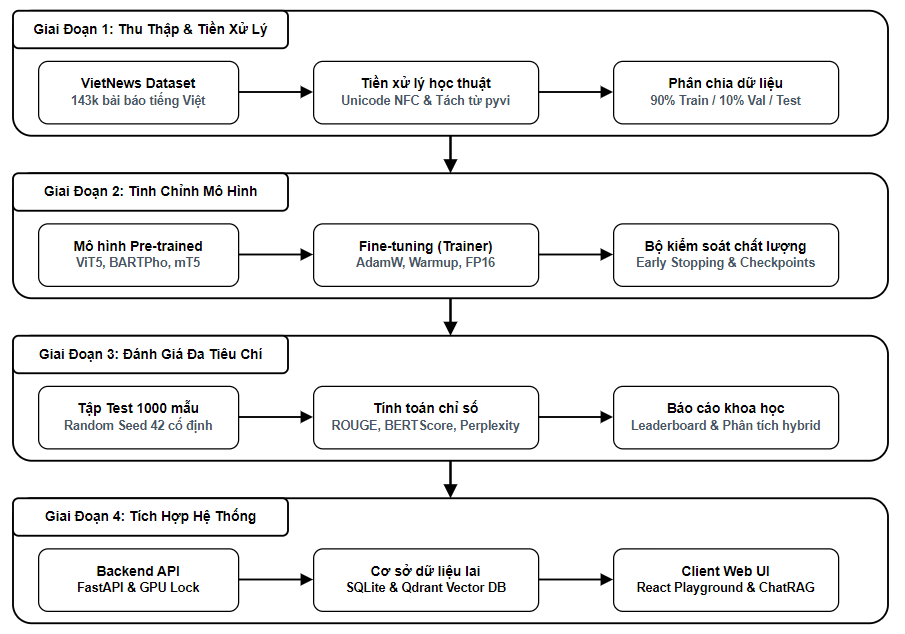 Giai Đoạn 1: Thu Thập & Tiền Xử Lý
VietNews Dataset
143k bài báo tiếng Việt
Tiền xử lý học thuật
Unicode NFC & Tách từ pyvi
Phân chia dữ liệu
90% Train / 10% Val / Test
Giai Đoạn 2: Tinh Chỉnh Mô Hình
Mô hình Pre-trained
ViT5, BARTPho, mT5
Fine-tuning (Trainer)
AdamW, Warmup, FP16
Bộ kiểm soát chất lượng
Early Stopping & Checkpoints
Giai Đoạn 3: Đánh Giá Đa Tiêu Chí
Tập Test 1000 mẫu
Random Seed 42 cố định
Tính toán chỉ số
ROUGE, BERTScore, Perplexity
Báo cáo khoa học
Leaderboard & Phân tích hybrid
Giai Đoạn 4: Tích Hợp Hệ Thống
Backend API
FastAPI & GPU Lock
Cơ sở dữ liệu lai
SQLite & Qdrant Vector DB
Client Web UI
React Playground & ChatRAG